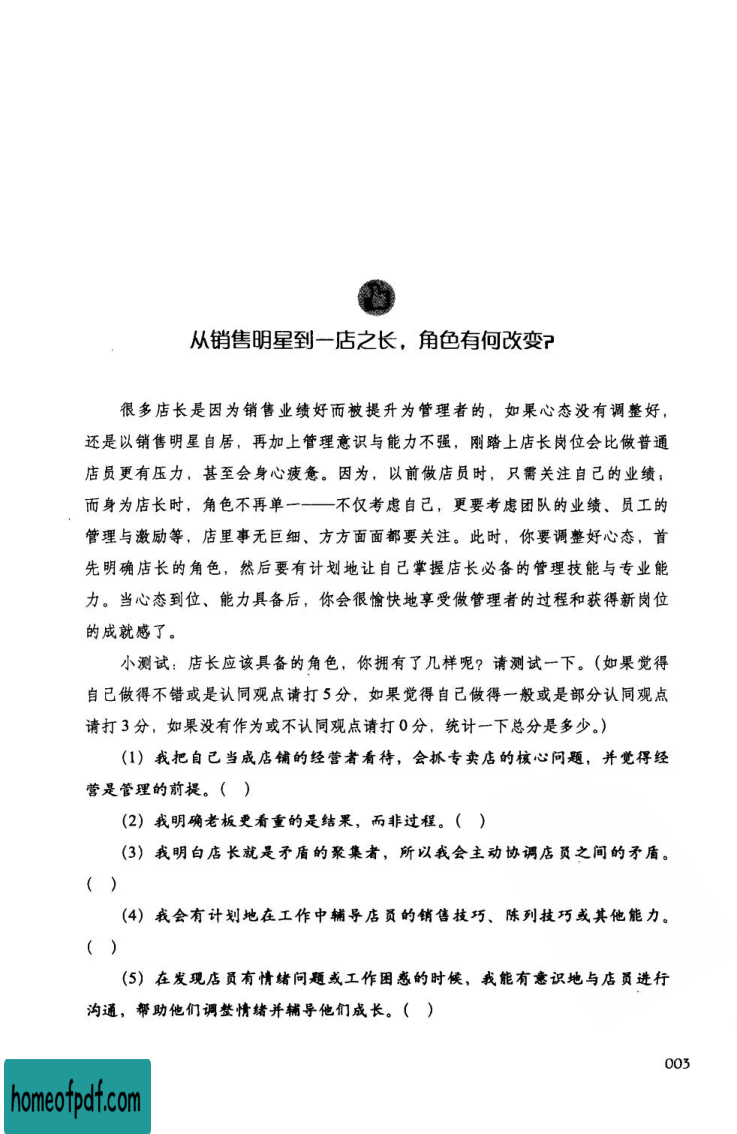 从销售明星到一店之长，角色有何改变？
很多店长是因为销售业绩好而被提升为管理者的，如果心态没有调整好，
还是以销售明星自居，再加上管理意识与能力不强，刚踏上店长岗位会比做普通
店员更有压力，甚至会身心疲惫。因为，以前做店员时，只需关注自己的业绩；
而身为店长时，角色不再单一——不仅考虑自己，更要考虑团队的业绩、员工的
管理与激励等，店里事无巨细、方方面面都要关注。此时，你要调整好心态，首
先明确店长的角色，然后要有计划地让自己掌握店长必备的管理技能与专业能
力。当心态到位、能力具备后，你会很愉快地享受做管理者的过程和获得新岗位
的成就感了。
小测试：店长应该具备的角色，你拥有了几样呢？请测试一下。（如果觉得
自己做得不错或是认同观点请打5分，如果觉得自己做得一般或是部分认同观点
请打3分，如果没有作为或不认同观点请打0分，统计一下总分是多少。）
（1）我把自己当成店铺的经营者看待，会抓专卖店的核心问题，并觉得经
营是管理的前提。（ ）
（2）我明确老板更看重的是结果，而非过程。（ ）
（3）我明白店长就是矛盾的聚集者，所以我会主动协调店员之间的矛盾。
（ ）
（4）我会有计划地在工作中辅导店员的销售技巧、陈列技巧或其他能力。
（ ）
（5）在发现店员有情绪问题或工作困惑的时候，我能有意识地与店员进行
沟通，帮助他们调整情绪并辅导他们成长。（ ）
003
homeofpdf.com